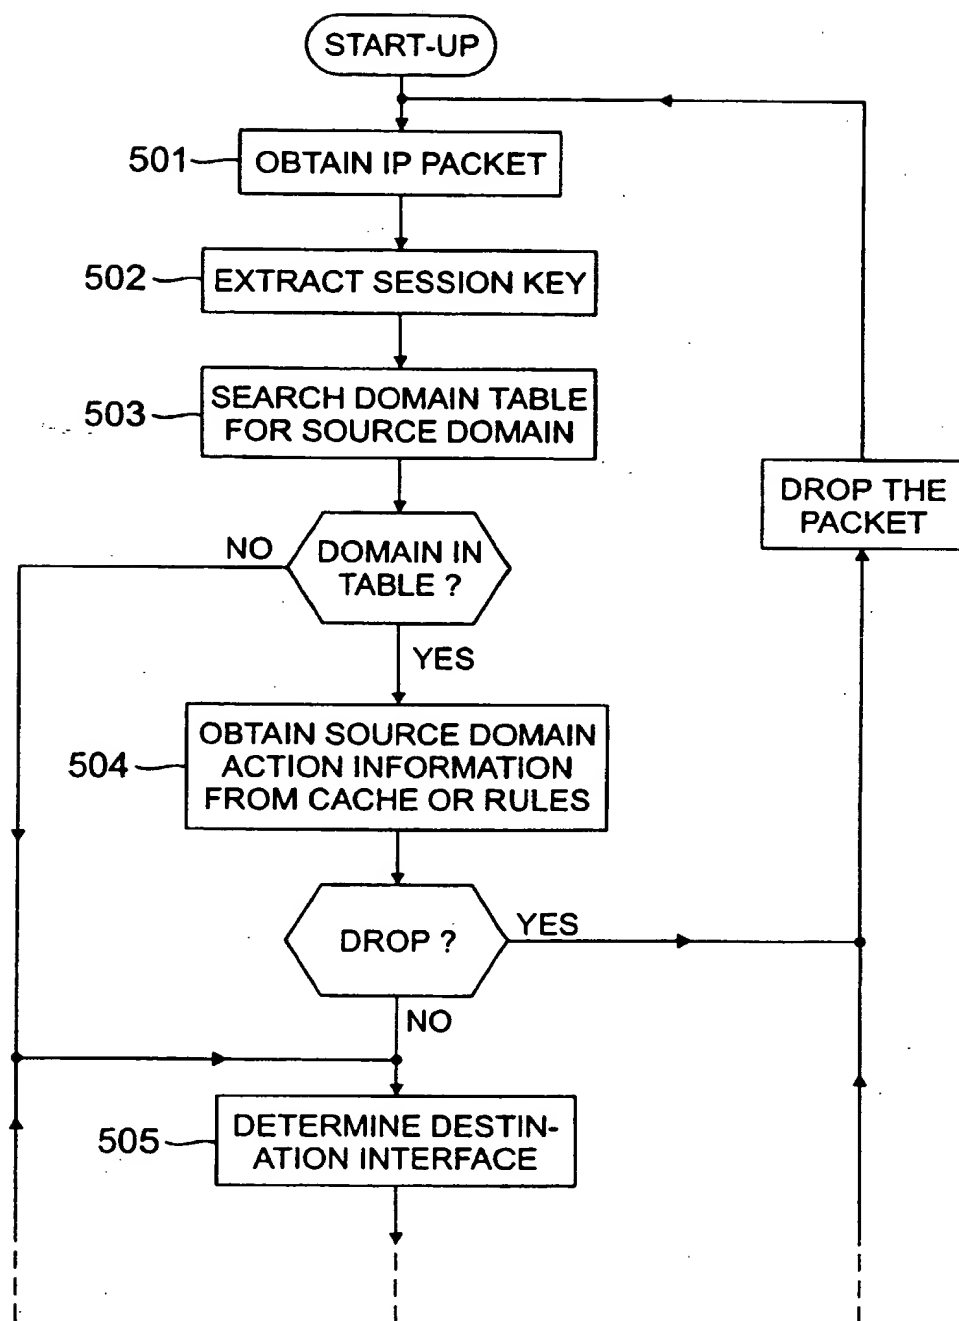 START-UP
501
OBTAIN IP PACKET
502
EXTRACT SESSION KEY
503
SEARCH DOMAIN TABLE
FOR SOURCE DOMAIN
DROP THE
PACKET
NO
DOMAIN IN
TABLE ?
YES
504
OBTAIN SOURCE DOMAIN
ACTION INFORMATION
FROM CACHE OR RULES
DROP ?
YES
NO
505
DETERMINE DESTIN-
ATION INTERFACE